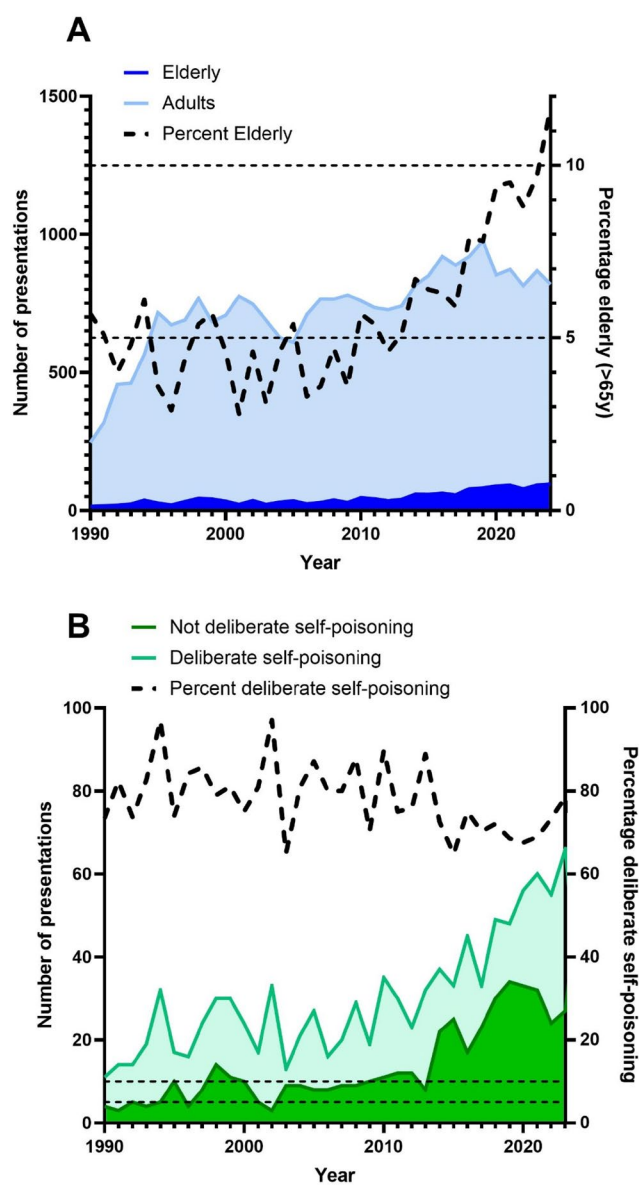 A
Elderly
Adults
Percent Elderly
1500
1000
500
0
10
5
0
Number of presentations
Percentage elderly (>65y)
1990
2000
2010
2020
Year
B
Not deliberate self-poisoning
Deliberate self-poisoning
Percent deliberate self-poisoning
100
80
60
40
20
0
100
80
60
40
20
0
Number of presentations
Percentage deliberate self-poisoning
1990
2000
2010
2020
Year